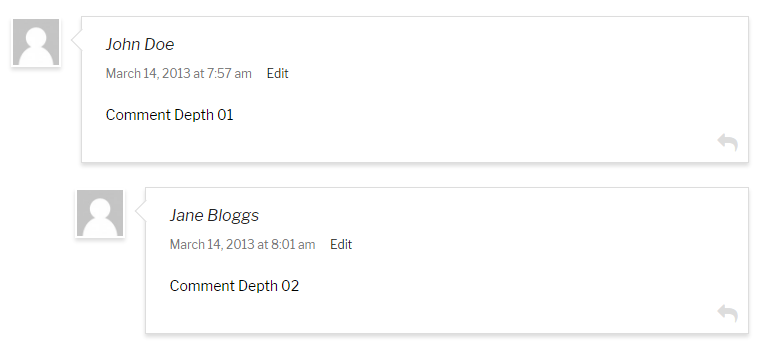 John Doe
March 14, 2013 at 7:57 am Edit
Comment Depth 01
Jane Bloggs
March 14, 2013 at 8:01 am Edit
Comment Depth 02